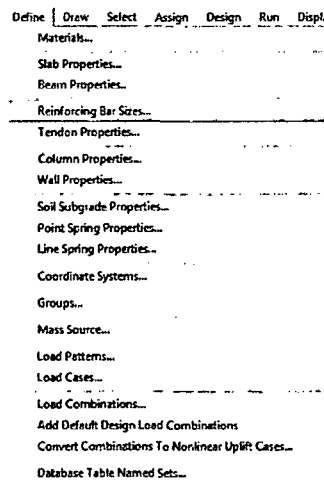 Define Draw Select Assign Design Run Displ
Materials...
Slab Properties...
Beam Properties...
Reinforcing Bar Sizes...
Tendon Properties...
Column Properties...
Wall Properties...
Soil Subgrade Properties...
Point Spring Properties...
Line Spring Properties...
Coordinate Systems...
Groups...
Mass Source...
Load Patterns...
Load Cases...
Load Combinations...
Add Default Design Load Combinations
Convert Combinations To Nonlinear Uplift Cases...
Database Table Named Sets...